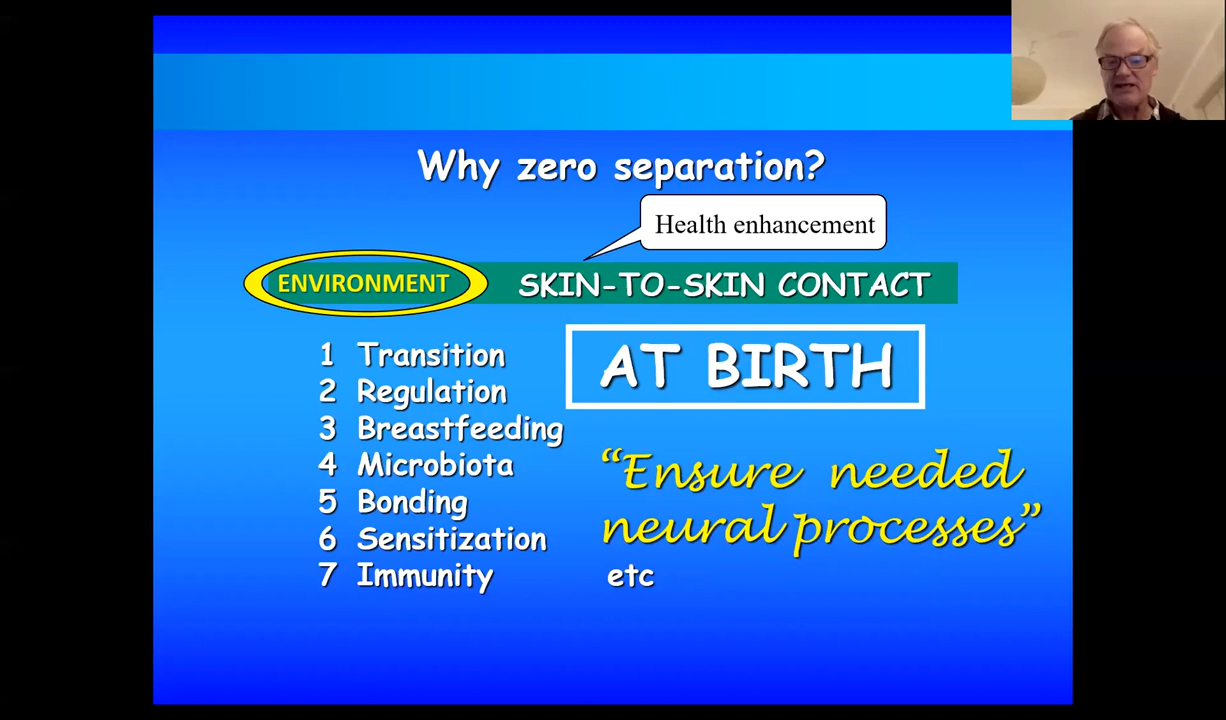 Why zero separation?
Health enhancement
ENVIRONMENT SKIN-TO-SKIN CONTACT
AT BIRTH
1 Transition
2 Regulation
3 Breastfeeding
4 Microbiota
5 Bonding
6 Sensitization
7 Immunity
“Ensure needed
neural processes”
etc